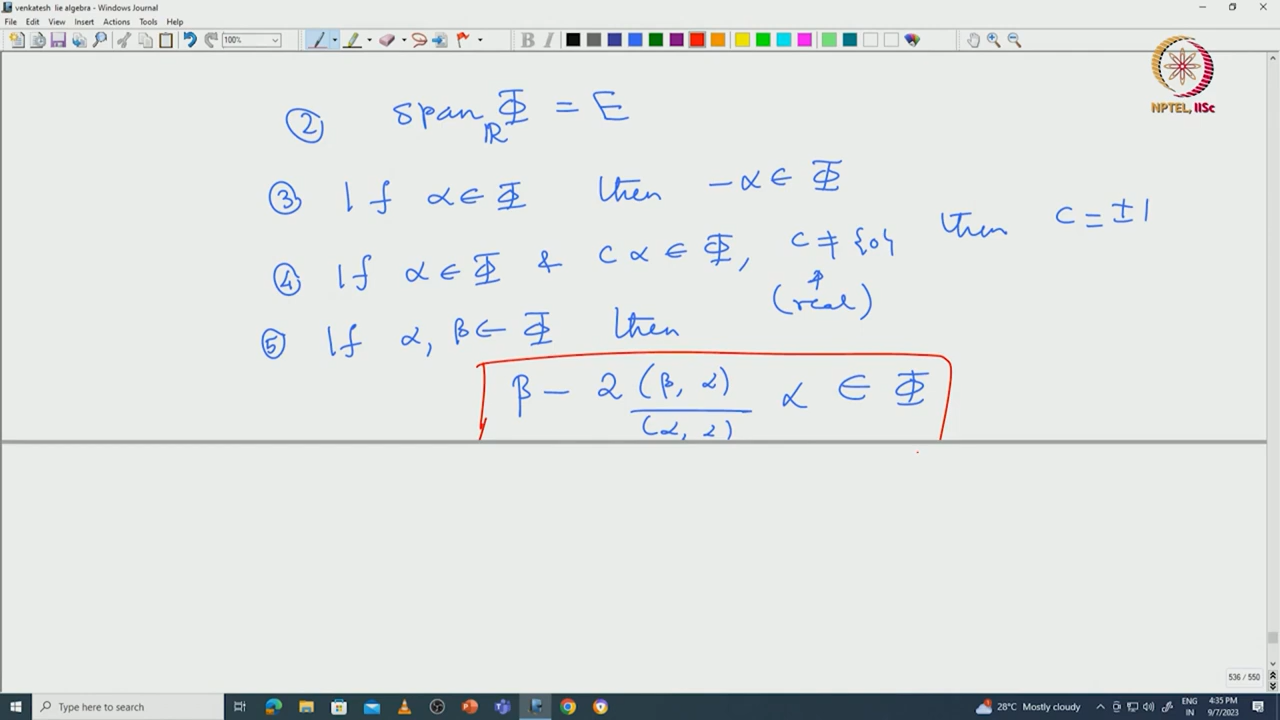 venkatesh lie algebra - Windows Journal
File Edit View Insert Actions Tools Help
100%
B I
NPTEL, IISc
② span_ℝ Φ = E
③ If α ∈ Φ then -α ∈ Φ
④ If α ∈ Φ & c α ∈ Φ, c ≠ {0} then c = ±1
↑
(real)
⑤ If α, β ∈ Φ then
β - 2 (β, α)/(α, α) α ∈ Φ
536 / 550
Type here to search
28°C Mostly cloudy
ENG
IN
4:35 PM
9/7/2023